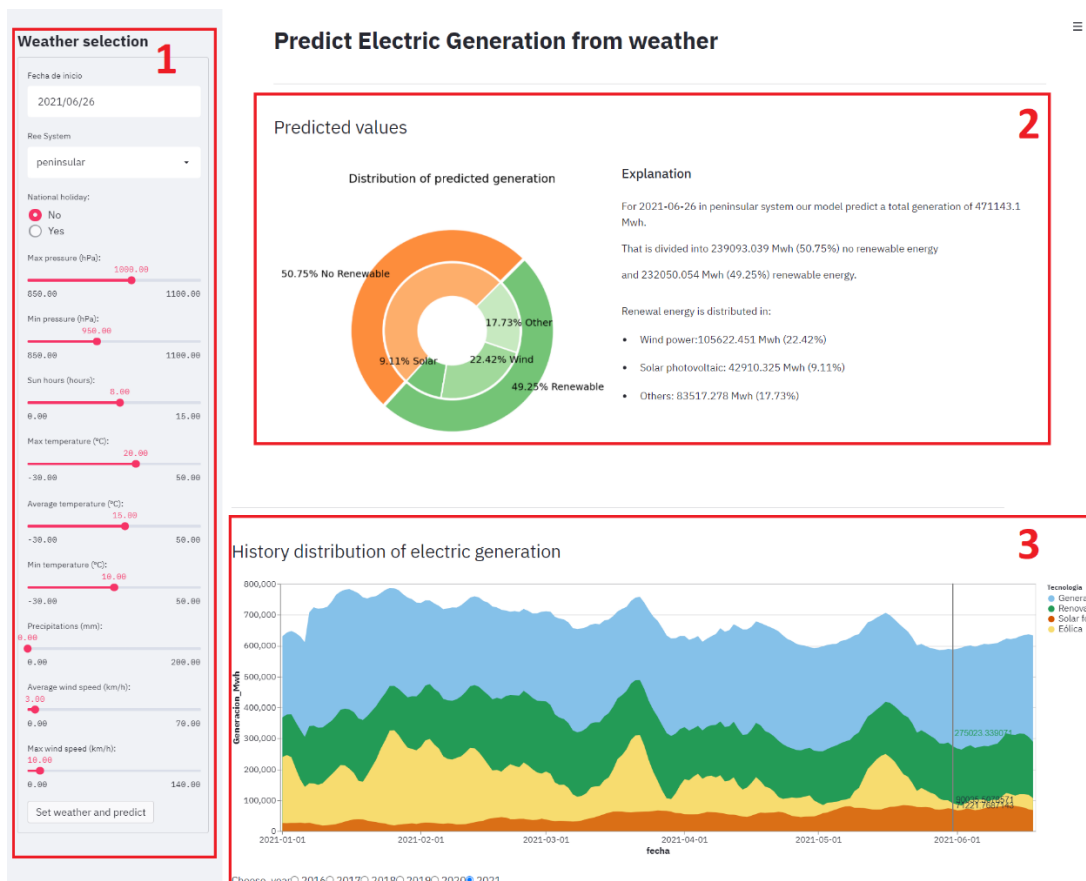 Weather selection
1
Fecha de inicio
2021/06/26
Ree System
peninsular
National holiday:
No
Yes
Max pressure (hPa):
1000.00
850.00 1100.00
Min pressure (hPa):
950.00
850.00 1100.00
Sun hours (hours):
8.00
0.00 15.00
Max temperature (°C):
20.00
-30.00 50.00
Average temperature (°C):
15.00
-30.00 50.00
Min temperature (°C):
10.00
-30.00 50.00
Precipitations (mm):
0.00
0.00 200.00
Average wind speed (km/h):
3.00
0.00 70.00
Max wind speed (km/h):
10.00
0.00 140.00
Set weather and predict
Predict Electric Generation from weather
2
Predicted values
Distribution of predicted generation
50.75% No Renewable
17.73% Other
9.11% Solar
22.42% Wind
49.25% Renewable
Explanation
For 2021-06-26 in peninsular system our model predict a total generation of 471143.1
Mwh.
That is divided into 239093.039 Mwh (50.75%) no renewable energy
and 232050.054 Mwh (49.25%) renewable energy.
Renewal energy is distributed in:
• Wind power:105622.451 Mwh (22.42%)
• Solar photovoltaic: 42910.325 Mwh (9.11%)
• Others: 83517.278 Mwh (17.73%)
3
History distribution of electric generation
800,000
700,000
600,000
500,000
400,000
300,000
200,000
100,000
0
Generacion_Mwh
2021-01-01 2021-02-01 2021-03-01 2021-04-01 2021-05-01 2021-06-01
fecha
Tecnologia
Genera
Renova
Solar f
Eólica
Choose_year 2016 2017 2018 2019 2020 2021